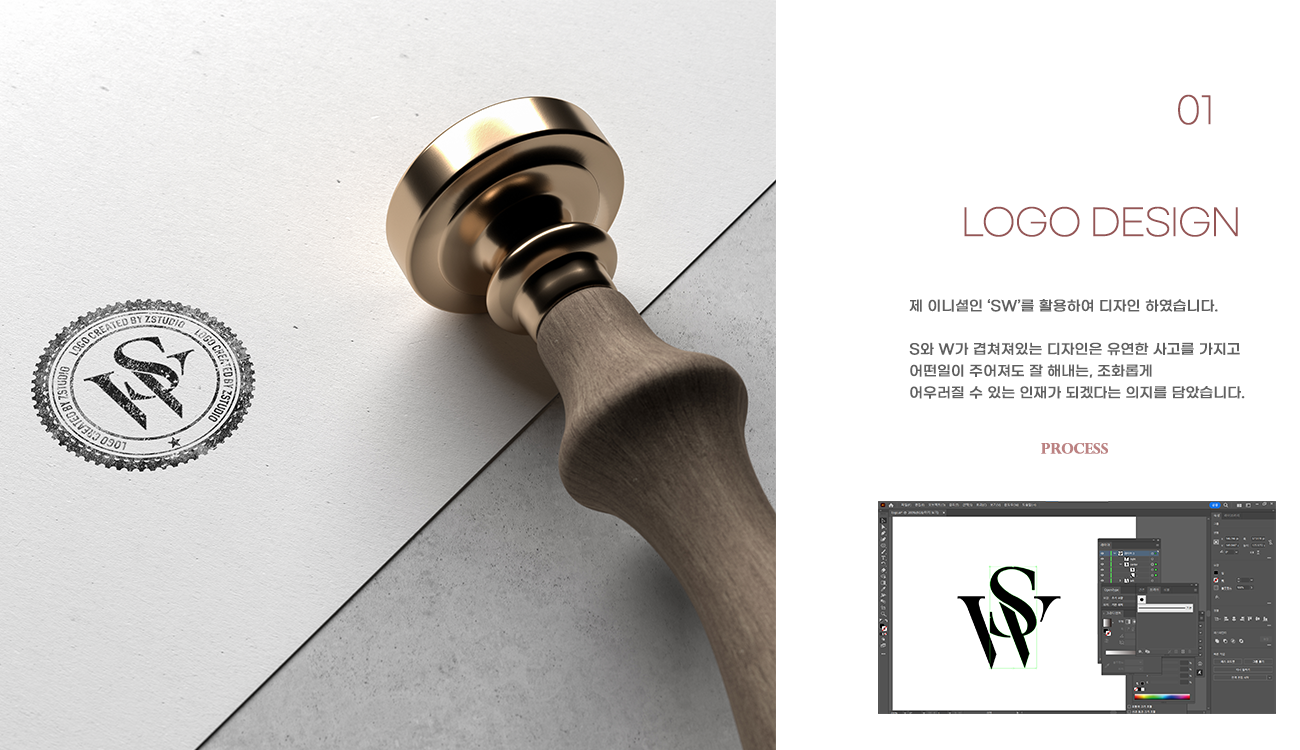 LOGO CREATED BY ZSTUDIO
LOGO CREATED BY ZSTUDIO
LOGO CREATED BY ZSTUDIO
SW
01
LOGO DESIGN
제 이니셜인 ‘SW’를 활용하여 디자인 하였습니다.
S와 W가 겹쳐져있는 디자인은 유연한 사고를 가지고
어떤일이 주어져도 잘 해내는, 조화롭게
어우러질 수 있는 인재가 되겠다는 의지를 담았습니다.
PROCESS
SW